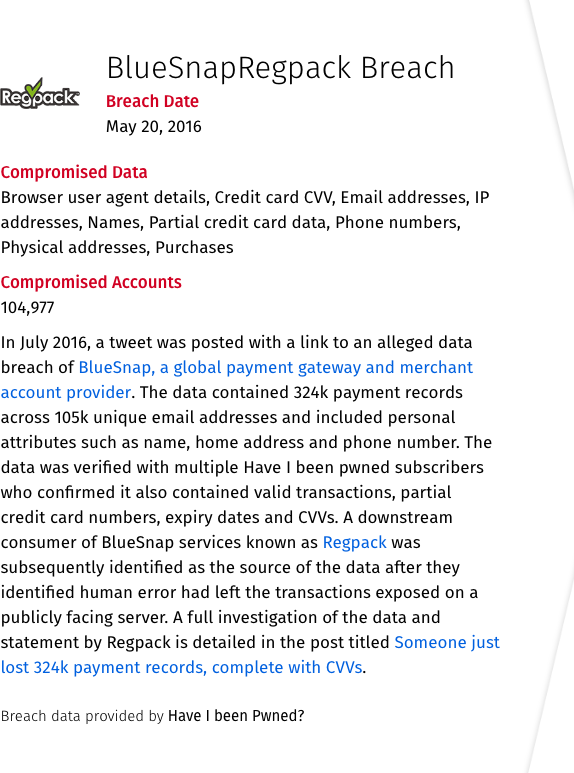 BlueSnapRegpack Breach
Regpack
Breach Date
May 20, 2016
Compromised Data
Browser user agent details, Credit card CVV, Email addresses, IP
addresses, Names, Partial credit card data, Phone numbers,
Physical addresses, Purchases
Compromised Accounts
104,977
In July 2016, a tweet was posted with a link to an alleged data
breach of BlueSnap, a global payment gateway and merchant
account provider. The data contained 324k payment records
across 105k unique email addresses and included personal
attributes such as name, home address and phone number. The
data was verified with multiple Have I been pwned subscribers
who confirmed it also contained valid transactions, partial
credit card numbers, expiry dates and CVVs. A downstream
consumer of BlueSnap services known as Regpack was
subsequently identified as the source of the data after they
identified human error had left the transactions exposed on a
publicly facing server. A full investigation of the data and
statement by Regpack is detailed in the post titled Someone just
lost 324k payment records, complete with CVVs.
Breach data provided by Have I been Pwned?